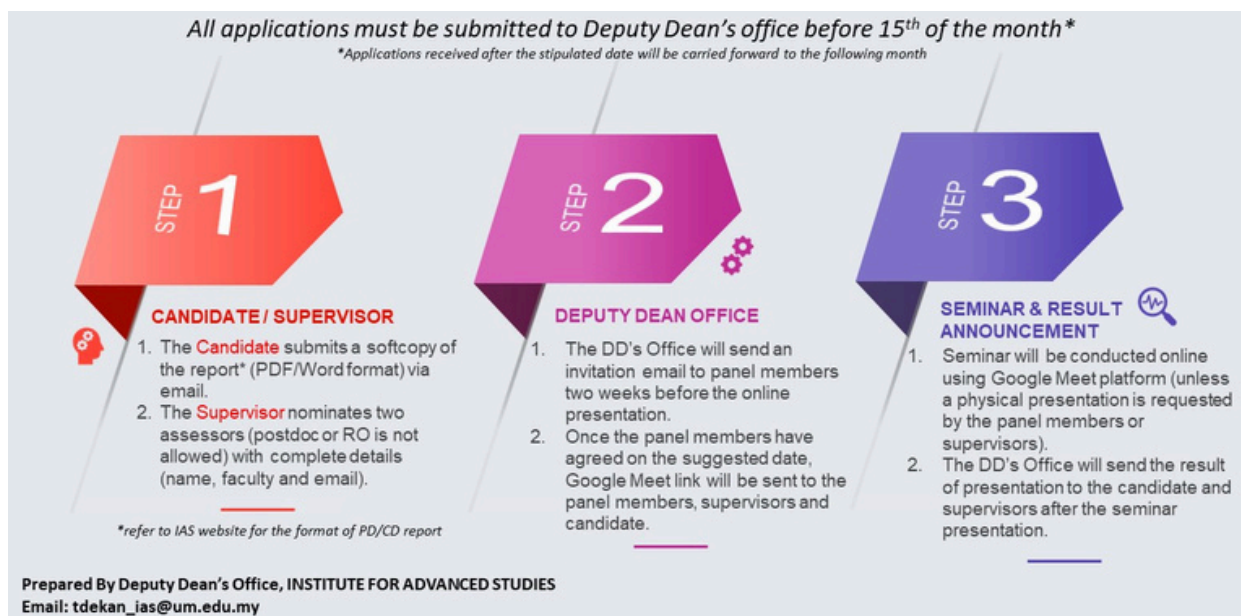 All applications must be submitted to Deputy Dean's office before 15th of the month*
*Applications received after the stipulated date will be carried forward to the following month
STEP 1
CANDIDATE / SUPERVISOR
1. The Candidate submits a softcopy of
the report* (PDF/Word format) via
email.
2. The Supervisor nominates two
assessors (postdoc or RO is not
allowed) with complete details
(name, faculty and email).
*refer to IAS website for the format of PD/CD report
STEP 2
DEPUTY DEAN OFFICE
1. The DD's Office will send an
invitation email to panel members
two weeks before the online
presentation.
2. Once the panel members have
agreed on the suggested date,
Google Meet link will be sent to the
panel members, supervisors and
candidate.
STEP 3
SEMINAR & RESULT
ANNOUNCEMENT
1. Seminar will be conducted online
using Google Meet platform (unless
a physical presentation is requested
by the panel members or
supervisors).
2. The DD's Office will send the result
of presentation to the candidate and
supervisors after the seminar
presentation.
Prepared By Deputy Dean's Office, INSTITUTE FOR ADVANCED STUDIES
Email: tdekan_ias@um.edu.my